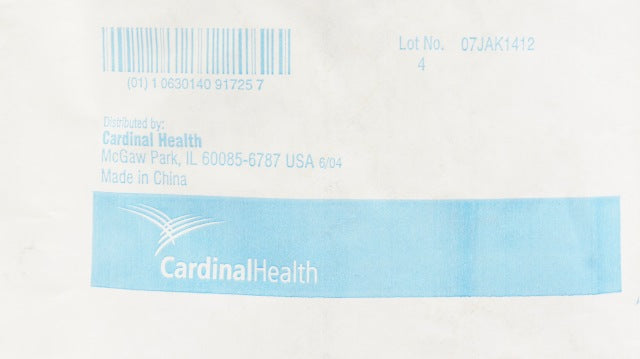 (01) 1 0630140 91725 7
Lot No. 07JAK1412
4
Distributed by:
Cardinal Health
McGaw Park, IL 60085-6787 USA 6/04
Made in China
CardinalHealth